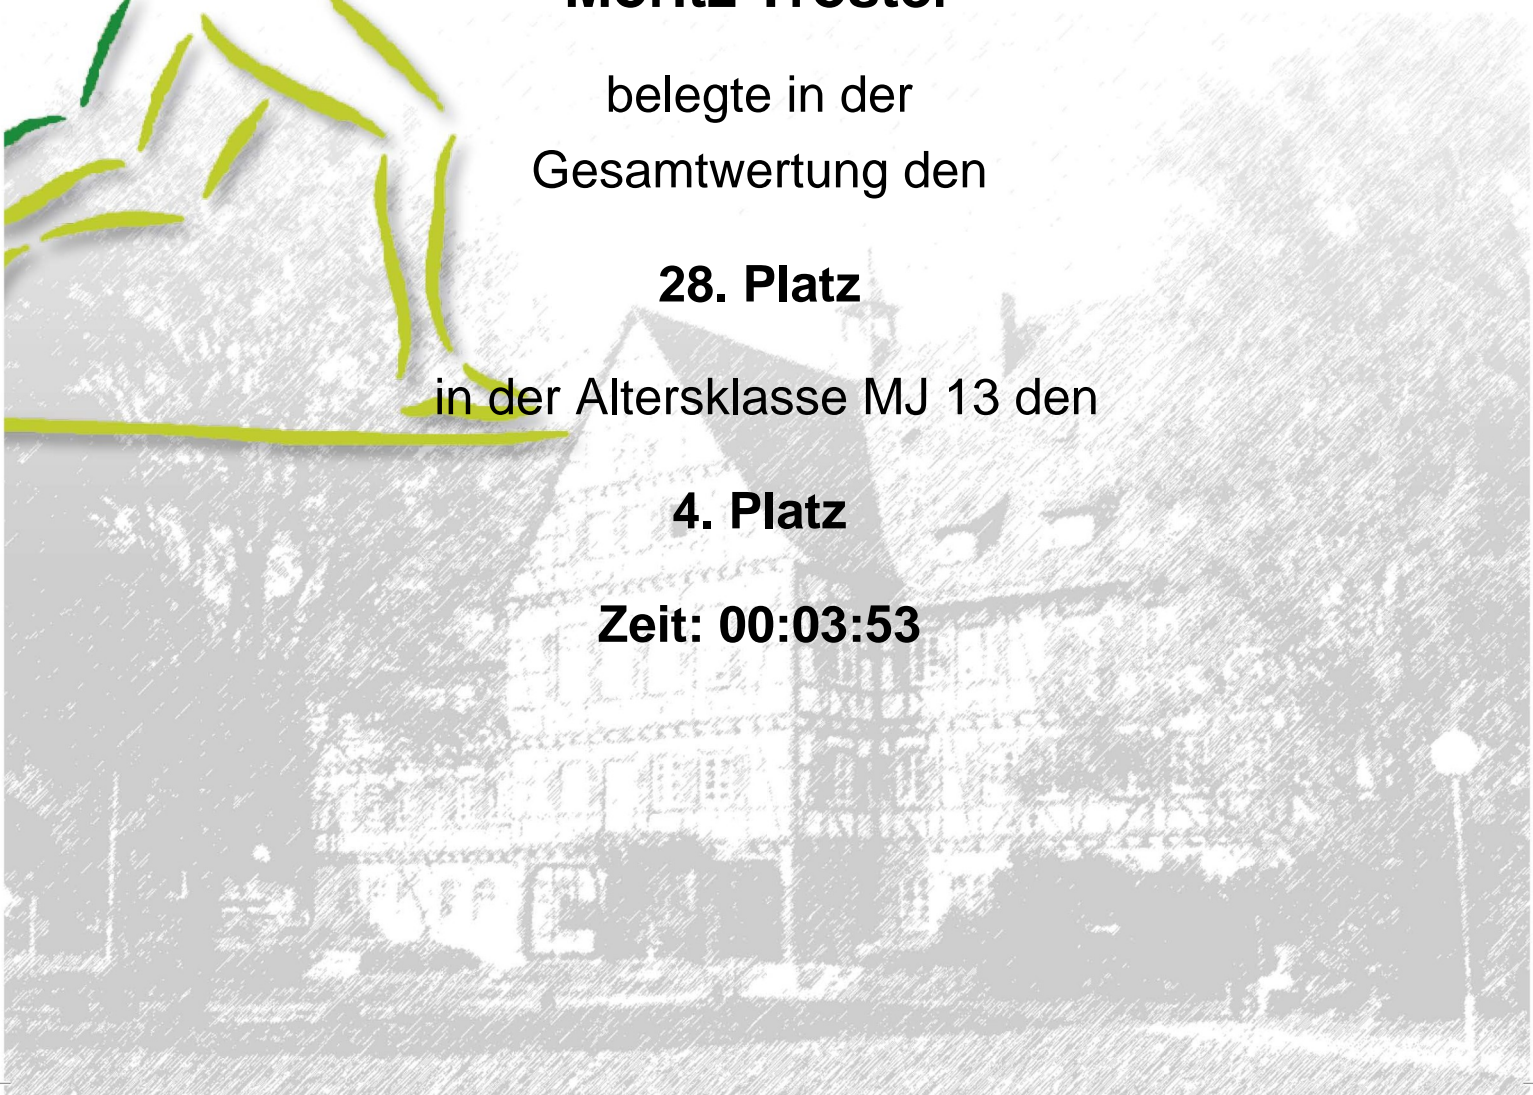 belegte in der
Gesamtwertung den
28. Platz
in der Altersklasse MJ 13 den
4. Platz
Zeit: 00:03:53